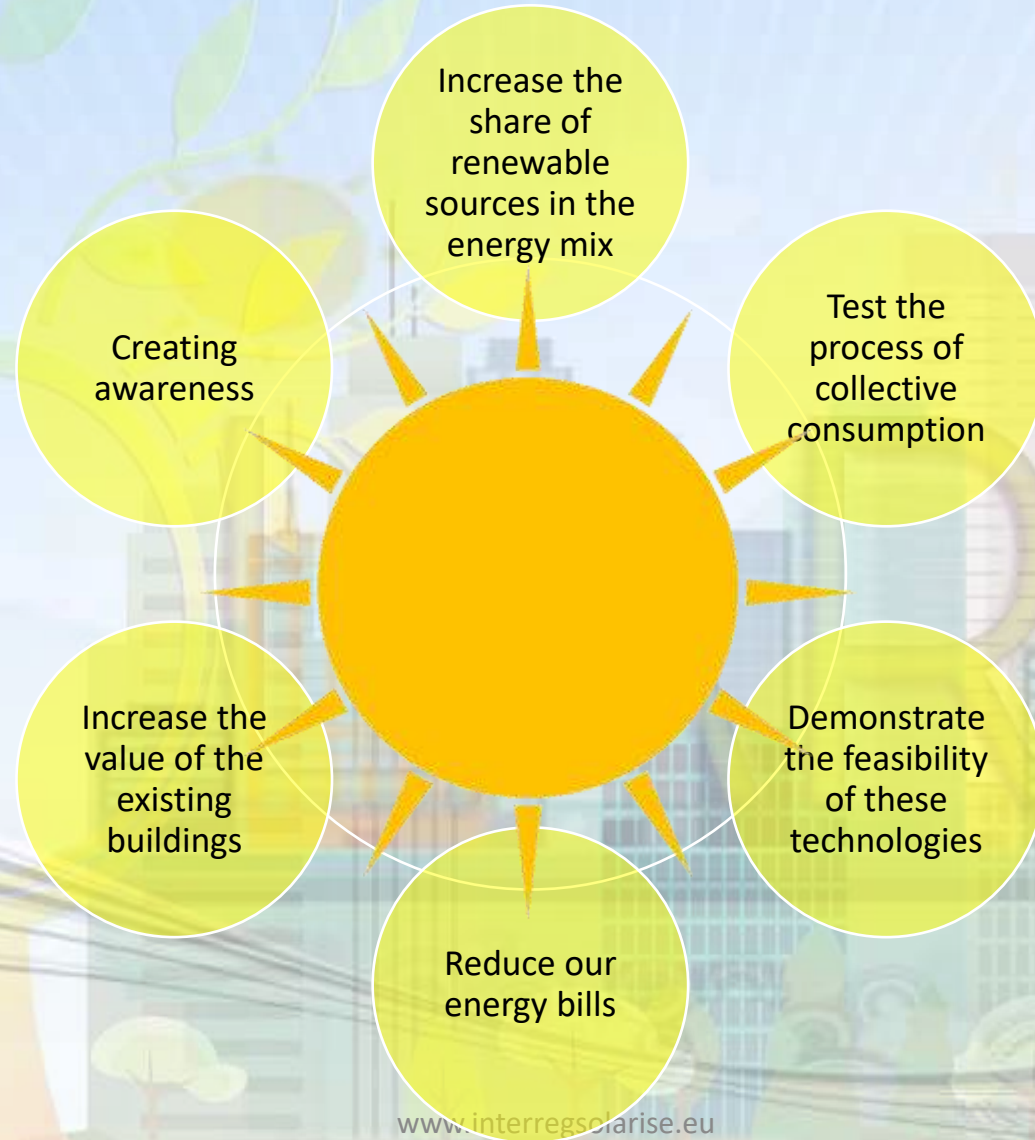 Increase the
share of
renewable
sources in the
energy mix
Test the
process of
collective
consumption
Demonstrate
the feasibility
of these
technologies
Reduce our
energy bills
Increase the
value of the
existing
buildings
Creating
awareness
www.interregsolarise.eu